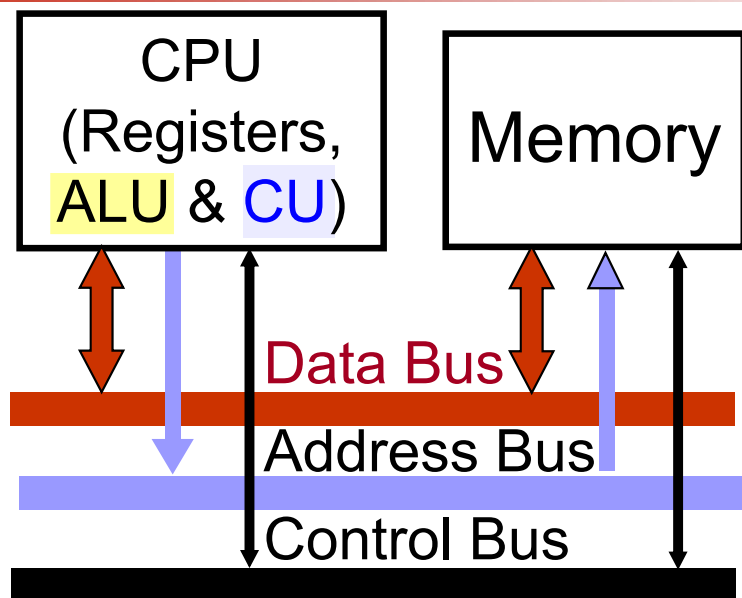 CPU
(Registers,
ALU & CU)
Memory
Data Bus
Address Bus
Control Bus